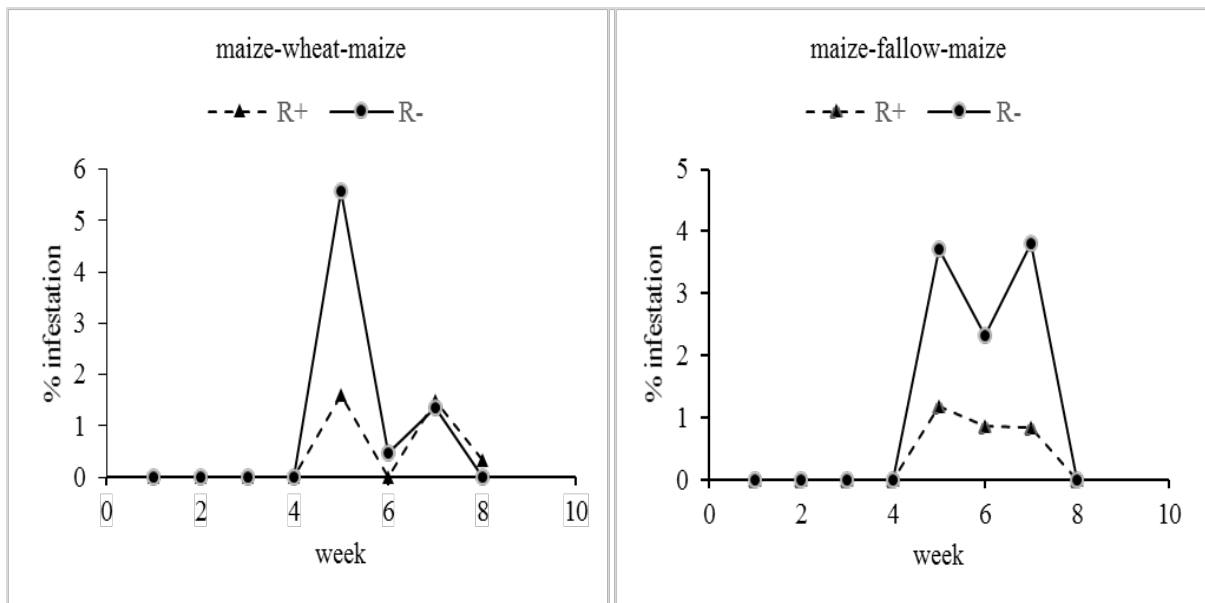 maize-wheat-maize
R+ R-
6
5
4
3
2
1
0
% infestation
0 2 4 6 8 10
week
maize-fallow-maize
R+ R-
5
4
3
2
1
0
% infestation
0 2 4 6 8 10
week